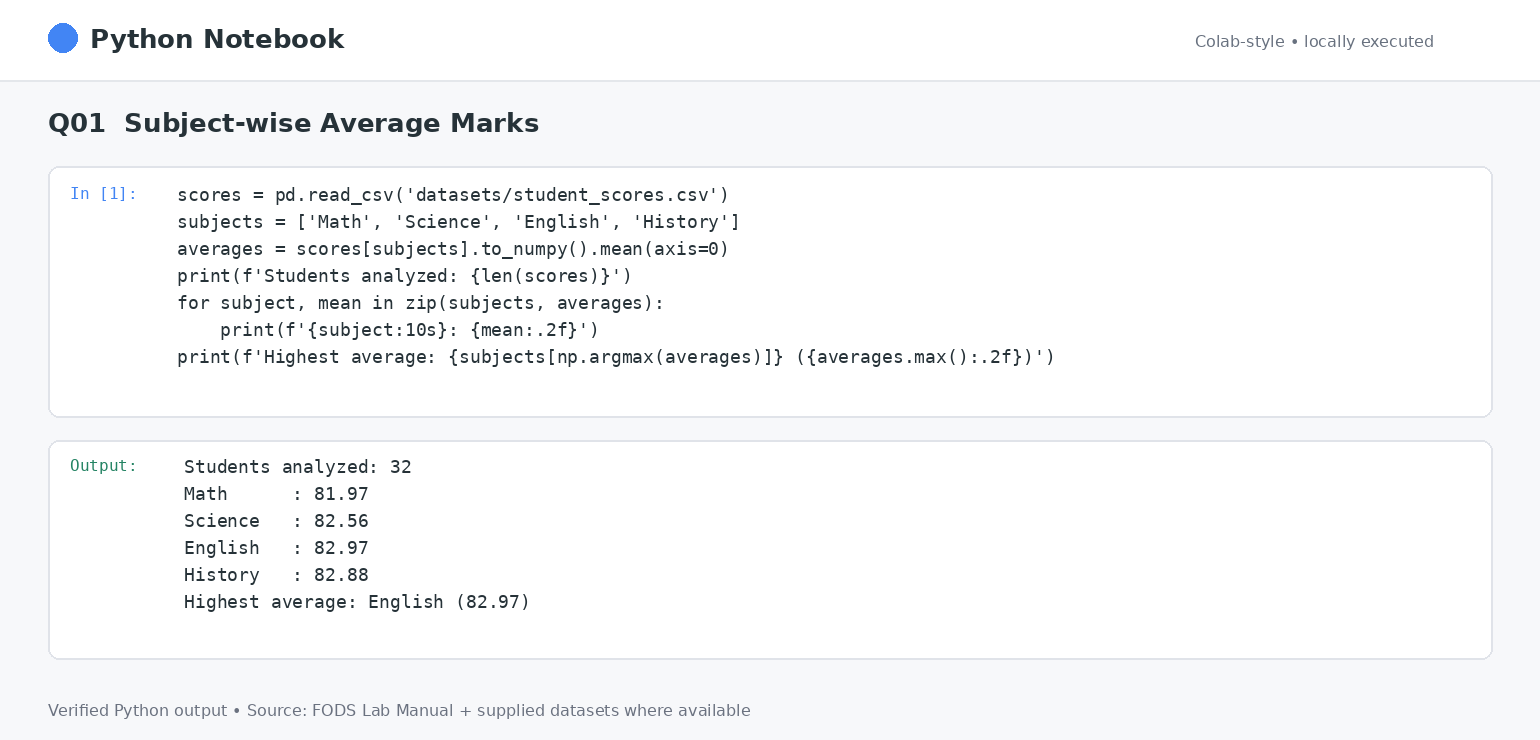 Python Notebook
Colab-style • locally executed
Q01  Subject-wise Average Marks
In [1]:
scores = pd.read_csv('datasets/student_scores.csv')
subjects = ['Math', 'Science', 'English', 'History']
averages = scores[subjects].to_numpy().mean(axis=0)
print(f'Students analyzed: {len(scores)}')
for subject, mean in zip(subjects, averages):
    print(f'{subject:10s}: {mean:.2f}')
print(f'Highest average: {subjects[np.argmax(averages)]} ({averages.max():.2f})')
Output:
Students analyzed: 32
Math      : 81.97
Science   : 82.56
English   : 82.97
History   : 82.88
Highest average: English (82.97)
Verified Python output • Source: FODS Lab Manual + supplied datasets where available